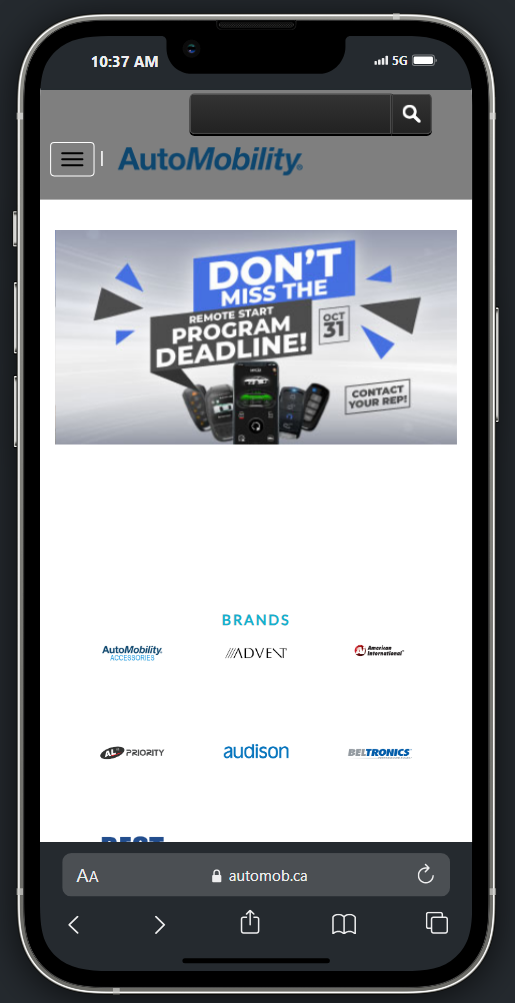 10:37 AM
5G
AutoMobility.
DON'T
MISS THE
REMOTE START
PROGRAM
DEADLINE!
OCT
31
CONTACT
YOUR REP!
BRANDS
AutoMobility.
ACCESSORIES
ADVENT
American
International
AL PRIORITY
audison
BELTRONICS
BEST
AA
automob.ca